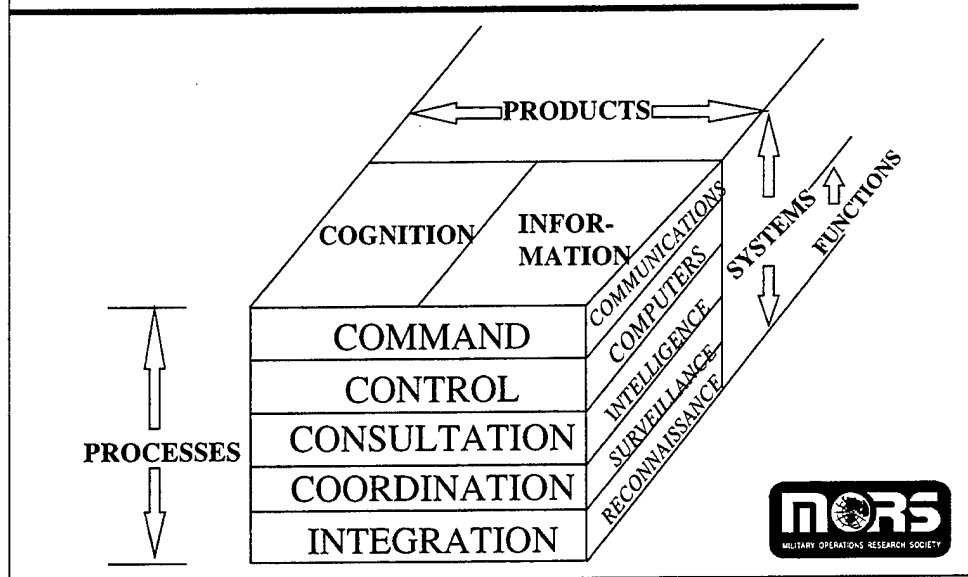 PRODUCTS
COGNITION
INFOR-
MATION
COMMUNICATIONS
COMPUTERS
INTELLIGENCE
SURVEILLANCE
RECONNAISSANCE
SYSTEMS
FUNCTIONS
PROCESSES
COMMAND
CONTROL
CONSULTATION
COORDINATION
INTEGRATION
MORS
MILITARY OPERATIONS RESEARCH SOCIETY